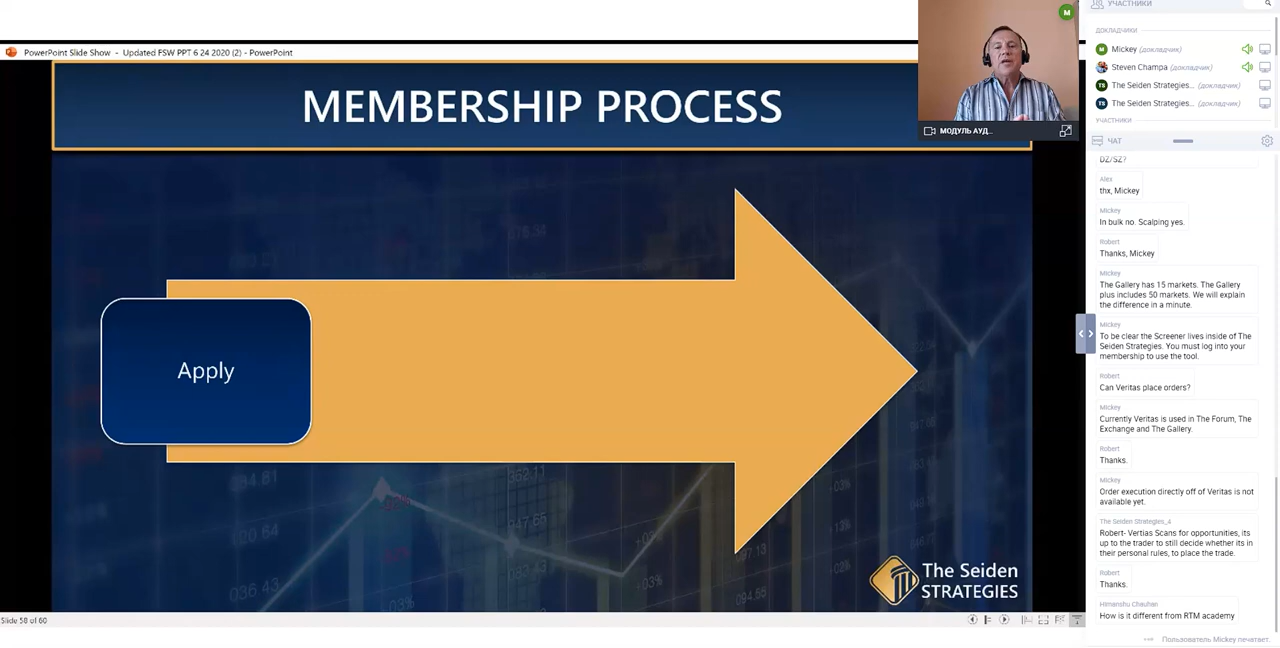 PowerPoint Slide Show - Updated FSW PPT 6 24 2020 (2) - PowerPoint
MEMBERSHIP PROCESS
Apply
The Seiden
STRATEGIES
Slide 58 of 60
M
МОДУЛЬ АУД...
УЧАСТНИКИ
ДОКЛАДЧИКИ
M Mickey (докладчик)
Steven Champa (докладчик)
TS The Seiden Strategies... (докладчик)
TS The Seiden Strategies... (докладчик)
УЧАСТНИКИ
ЧАТ
DZ/SZ?
Alex
thx, Mickey
Mickey
In bulk no. Scalping yes.
Robert
Thanks, Mickey
Mickey
The Gallery has 15 markets. The Gallery
plus includes 50 markets. We will explain
the difference in a minute.
Mickey
To be clear the Screener lives inside of The
Seiden Strategies. You must log into your
membership to use the tool.
Robert
Can Veritas place orders?
Mickey
Currently Veritas is used in The Forum, The
Exchange and The Gallery.
Robert
Thanks.
Mickey
Order execution directly off of Veritas is not
available yet.
The Seiden Strategies_4
Robert- Vertias Scans for opportunities, its
up to the trader to still decide whether its in
their personal rules, to place the trade.
Robert
Thanks.
Himanshu Chauhan
How is it different from RTM academy
Пользователь Mickey печатает.